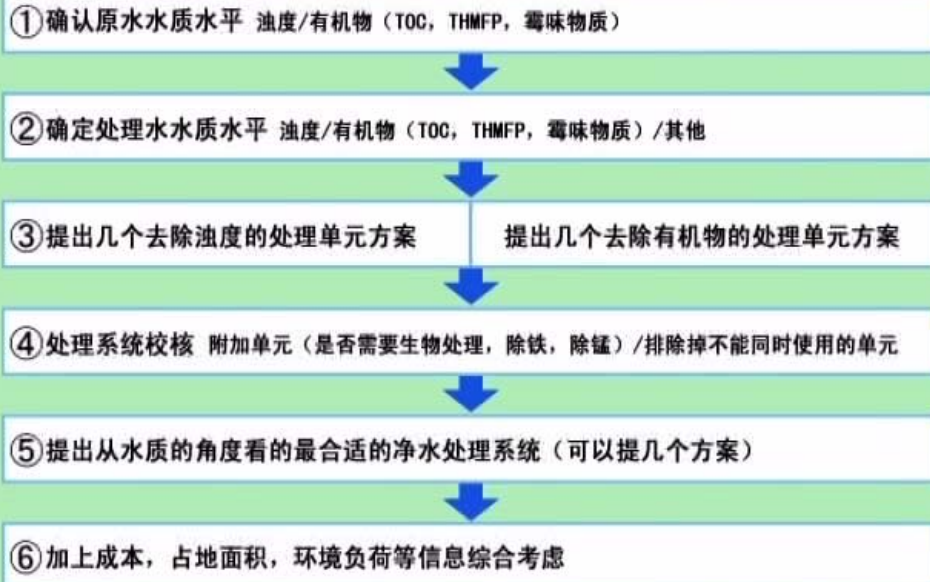 ①确认原水水质水平 浊度/有机物（TOC，THMFP，霉味物质）
②确定处理水水质水平 浊度/有机物（TOC，THMFP，霉味物质）/其他
③提出几个去除浊度的处理单元方案 提出几个去除有机物的处理单元方案
④处理系统校核 附加单元（是否需要生物处理，除铁，除锰）/排除掉不能同时使用的单元
⑤提出从水质的角度看的最合适的净水处理系统（可以提几个方案）
⑥加上成本，占地面积，环境负荷等信息综合考虑